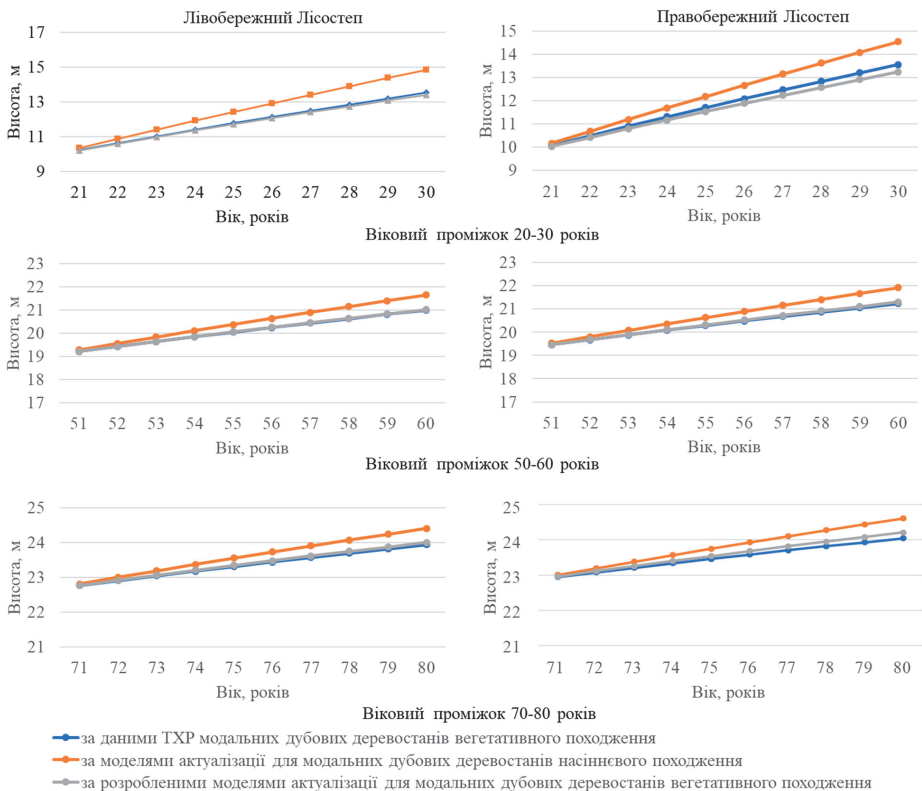 Лівобережний Лісостеп
Правобережний Лісостеп
17
15
13
11
9
Висота, м
21 22 23 24 25 26 27 28 29 30
Вік, років
15
14
13
12
11
10
9
Висота, м
21 22 23 24 25 26 27 28 29 30
Вік, років
Віковий проміжок 20-30 років
23
22
21
20
19
18
17
Висота, м
51 52 53 54 55 56 57 58 59 60
Вік, років
23
22
21
20
19
18
17
Висота, м
51 52 53 54 55 56 57 58 59 60
Вік, років
Віковий проміжок 50-60 років
25
24
23
22
21
Висота, м
71 72 73 74 75 76 77 78 79 80
Вік, років
25
24
23
22
21
Висота, м
71 72 73 74 75 76 77 78 79 80
Вік, років
Віковий проміжок 70-80 років
за даними ТХР модальних дубових деревостанів вегетативного походження
за моделями актуалізації для модальних дубових деревостанів насіннєвого походження
за розробленими моделями актуалізації для модальних дубових деревостанів вегетативного походження